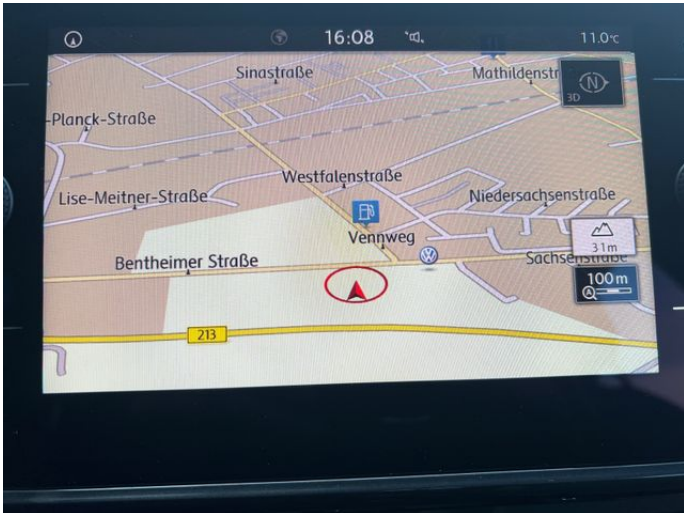 16:08
11.0°C
Sinastraße
Mathildenstr
N
3D
-Planck-Straße
Westfalenstraße
Lise-Meitner-Straße
Niedersachsenstraße
Vennweg
31m
Bentheimer Straße
Sachsenstraße
100 m
A
213